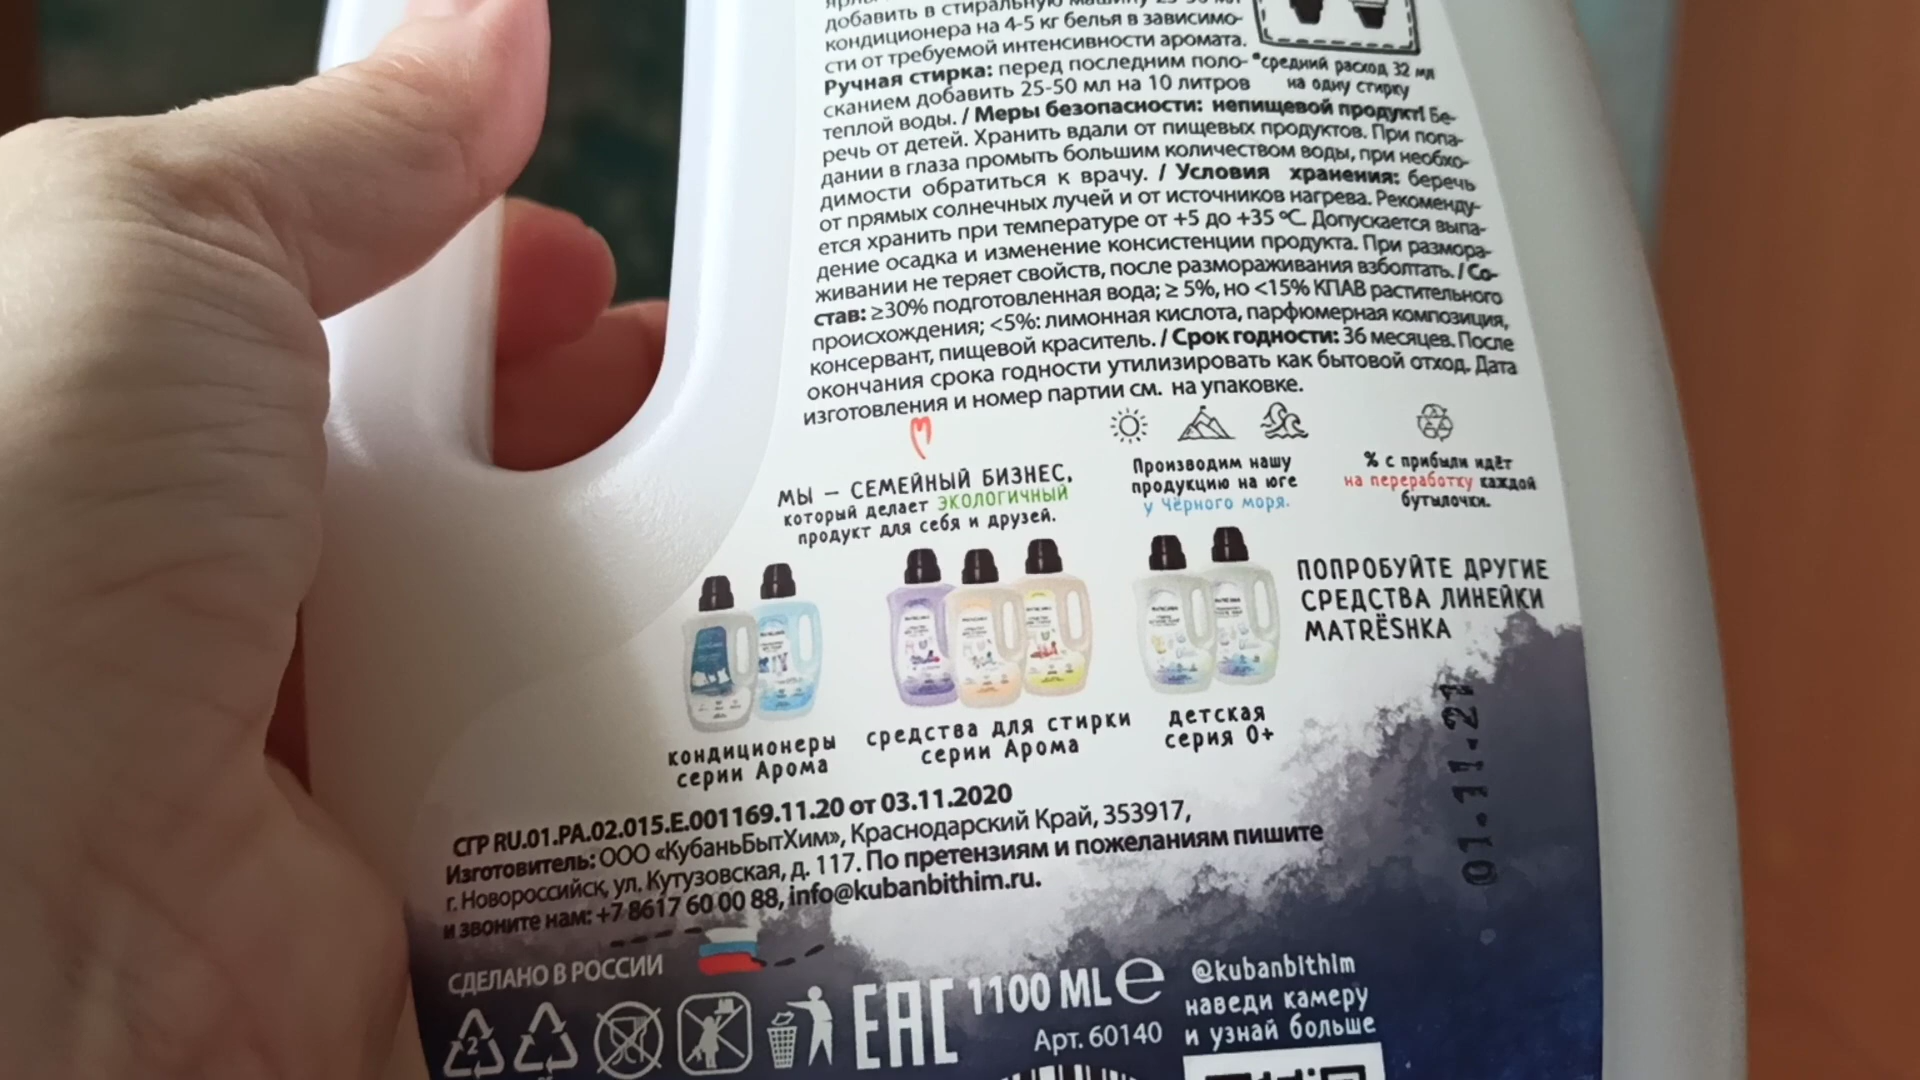 добавить в стиральную машину 25-50 мл
кондиционера на 4-5 кг белья в зависимо-
сти от требуемой интенсивности аромата.
Ручная стирка: перед последним поло-
сканием добавить 25-50 мл на 10 литров
теплой воды. / Меры безопасности: непищевой продукт! Бе-
речь от детей. Хранить вдали от пищевых продуктов. При попа-
дании в глаза промыть большим количеством воды, при необхо-
димости обратиться к врачу. / Условия хранения: беречь
от прямых солнечных лучей и от источников нагрева. Рекоменду-
ется хранить при температуре от +5 до +35 °C. Допускается выпа-
дение осадка и изменение консистенции продукта. При размора-
живании не теряет свойств, после размораживания взболтать. / Со-
став: ≥30% подготовленная вода; ≥ 5%, но <15% КПАВ растительного
происхождения; <5%: лимонная кислота, парфюмерная композиция,
консервант, пищевой краситель. / Срок годности: 36 месяцев. После
окончания срока годности утилизировать как бытовой отход. Дата
изготовления и номер партии см. на упаковке.
*средний расход 32 мл
на одну стирку
МЫ – СЕМЕЙНЫЙ БИЗНЕС,
который делает ЭКОЛОГИЧНЫЙ
продукт для себя и друзей.
Производим нашу
продукцию на юге
у Чёрного моря.
% с прибыли идёт
на переработку каждой
бутылочки.
ПОПРОБУЙТЕ ДРУГИЕ
СРЕДСТВА ЛИНЕЙКИ
MATRЁSHKA
кондиционеры
серии Арома
средства для стирки
серии Арома
детская
серия 0+
01.11.21
СГР RU.01.РА.02.015.Е.001169.11.20 от 03.11.2020
Изготовитель: ООО «КубаньБытХим», Краснодарский Край, 353917,
г. Новороссийск, ул. Кутузовская, д. 117. По претензиям и пожеланиям пишите
и звоните нам: +7 8617 60 00 88, info@kubanbithim.ru.
СДЕЛАНО В РОССИИ
2
ЕАС
1100 ML e
Арт. 60140
@kubanbithim
наведи камеру
и узнай больше